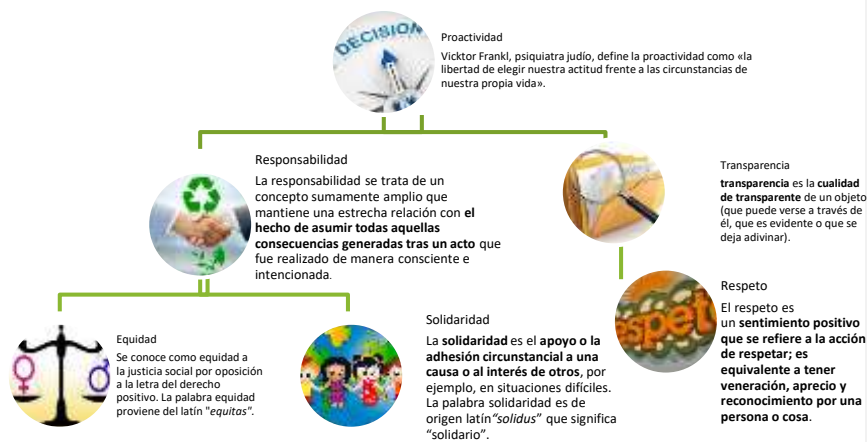 DECISION
Proactividad
Vicktor Frankl, psiquiatra judío, define la proactividad como «la
libertad de elegir nuestra actitud frente a las circunstancias de
nuestra propia vida».
Responsabilidad
La responsabilidad se trata de un
concepto sumamente amplio que
mantiene una estrecha relación con el
hecho de asumir todas aquellas
consecuencias generadas tras un acto que
fue realizado de manera consciente e
intencionada.
Transparencia
transparencia es la cualidad
de transparente de un objeto
(que puede verse a través de
él, que es evidente o que se
deja adivinar).
Equidad
Se conoce como equidad a
la justicia social por oposición
a la letra del derecho
positivo. La palabra equidad
proviene del latín "equitas".
Solidaridad
La solidaridad es el apoyo o la
adhesión circunstancial a una
causa o al interés de otros, por
ejemplo, en situaciones difíciles.
La palabra solidaridad es de
origen latín“solidus” que significa
“solidario”.
espet
Respeto
El respeto es
un sentimiento positivo
que se refiere a la acción
de respetar; es
equivalente a tener
veneración, aprecio y
reconocimiento por una
persona o cosa.